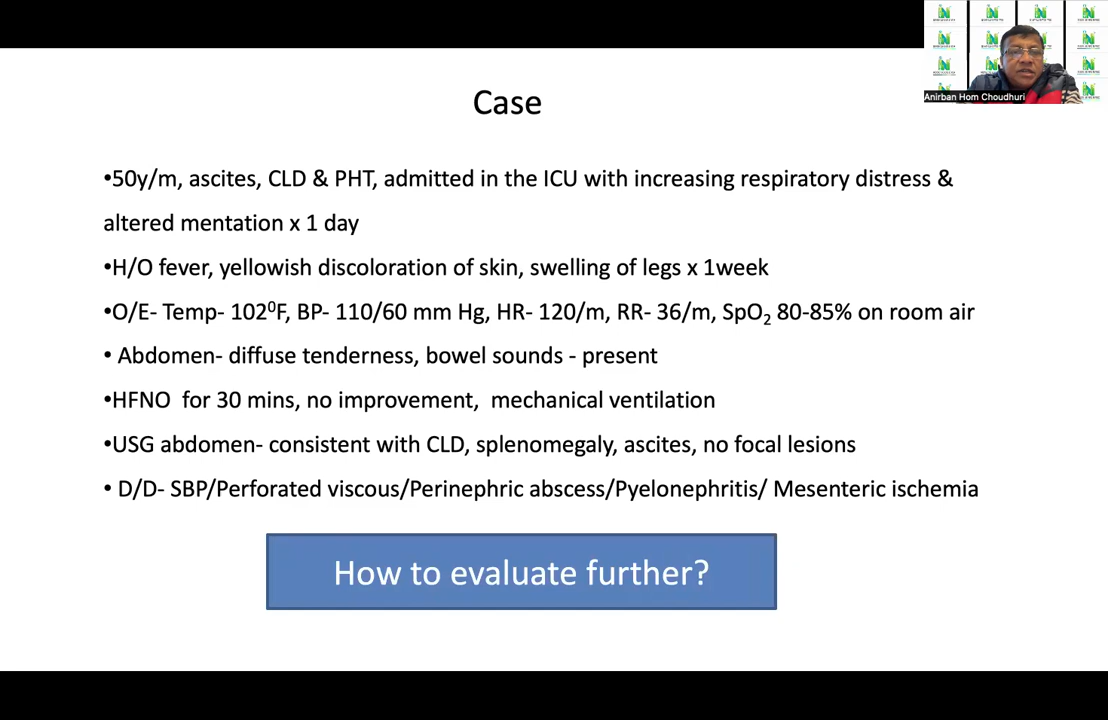 Anirban Hom Choudhuri
Case
•50y/m, ascites, CLD & PHT, admitted in the ICU with increasing respiratory distress &
altered mentation x 1 day
•H/O fever, yellowish discoloration of skin, swelling of legs x 1week
•O/E- Temp- 102⁰F, BP- 110/60 mm Hg, HR- 120/m, RR- 36/m, SpO₂ 80-85% on room air
• Abdomen- diffuse tenderness, bowel sounds - present
•HFNO for 30 mins, no improvement, mechanical ventilation
•USG abdomen- consistent with CLD, splenomegaly, ascites, no focal lesions
• D/D- SBP/Perforated viscous/Perinephric abscess/Pyelonephritis/ Mesenteric ischemia
How to evaluate further?